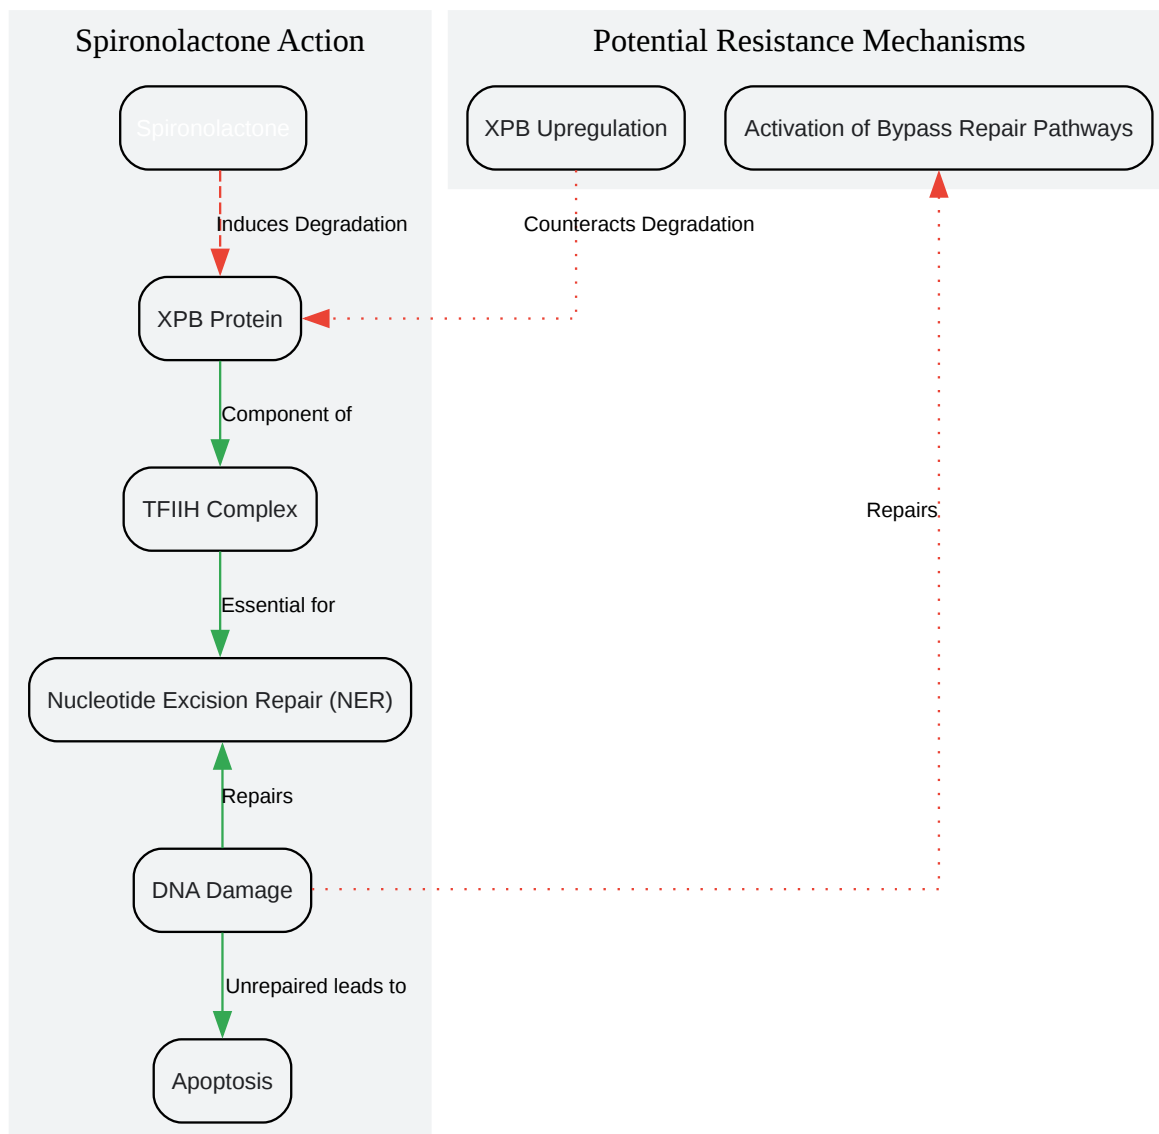 Spironolactone Action
Potential Resistance Mechanisms
Spironolactone
XPB Upregulation
Activation of Bypass Repair Pathways
Induces Degradation
Counteracts Degradation
XPB Protein
Component of
TFIIH Complex
Repairs
Essential for
Nucleotide Excision Repair (NER)
Repairs
DNA Damage
Unrepaired leads to
Apoptosis